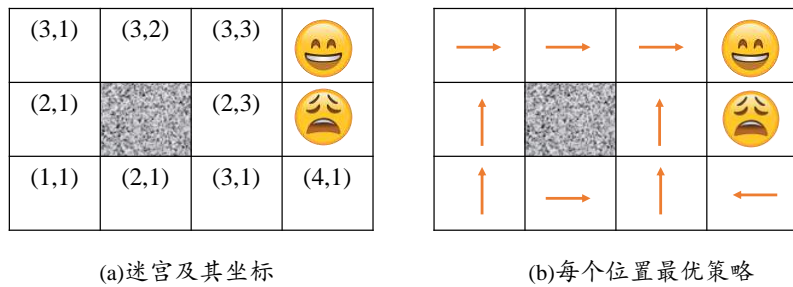 (3,1) (3,2) (3,3)
(2,1) (2,3)
(1,1) (2,1) (3,1) (4,1)
(a)迷宫及其坐标
(b)每个位置最优策略